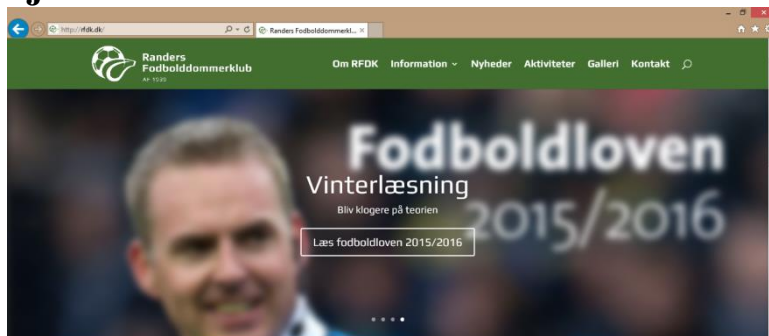 http://rfdk.dk/
Randers Fodbolddommerkl...
Randers
Fodbolddommerklub
AF 1930
Om RFDK Information Nyheder Aktiviteter Galleri Kontakt
Fodboldloven
2015/2016
Vinterlæsning
Bliv klogere på teorien
Læs fodboldloven 2015/2016